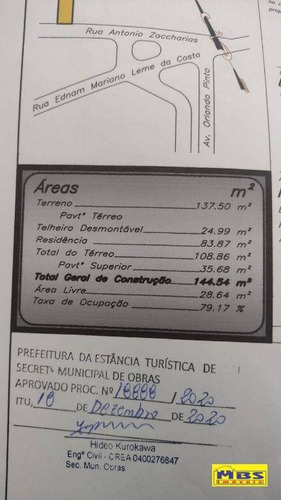 Rua Antonio Zaccharias
Rua Ednam Mariano Leme da Costa
Av. Orlando Pinto
Áreas m²
Terreno 137.50 m²
Pavtº Térreo
Telheiro Desmontável 24.99 m²
Residência 83.87 m²
Total do Térreo 108.86 m²
Pavtº Superior 35.68 m²
Total Geral de Construção 144.54 m²
Área Livre 28.64 m²
Taxa de Ocupação 79.17 %
PREFEITURA DA ESTÂNCIA TURÍSTICA DE
SECRETª MUNICIPAL DE OBRAS
APROVADO PROC. Nº / 2020
ITU, 18 DE Dezembro DE 2020
Hideo Kurokawa
Engº Civil - CREA 0400276847
Sec. Mun. Obras
MBS